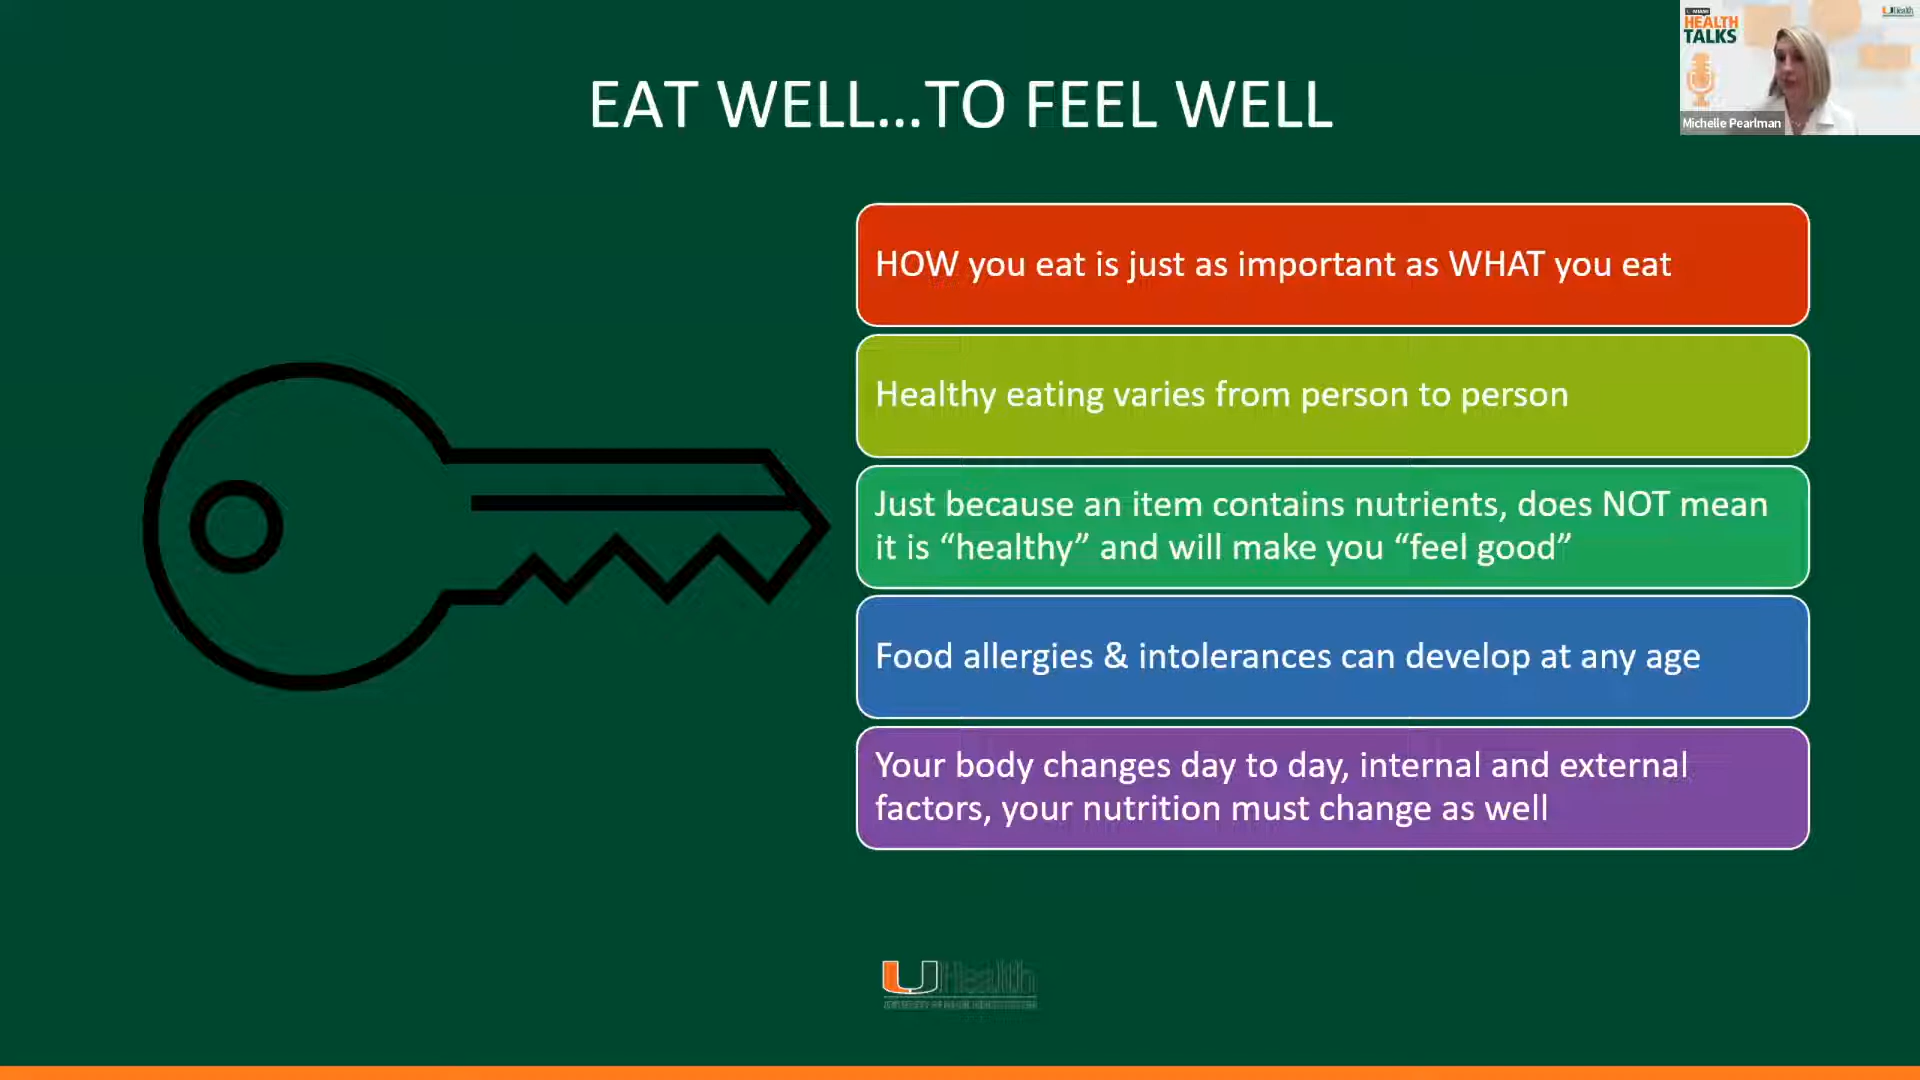 EAT WELL...TO FEEL WELL
HEALTH
TALKS
UHealth
Michelle Pearlman
HOW you eat is just as important as WHAT you eat
Healthy eating varies from person to person
Just because an item contains nutrients, does NOT mean
it is “healthy” and will make you “feel good”
Food allergies & intolerances can develop at any age
Your body changes day to day, internal and external
factors, your nutrition must change as well
UHealth